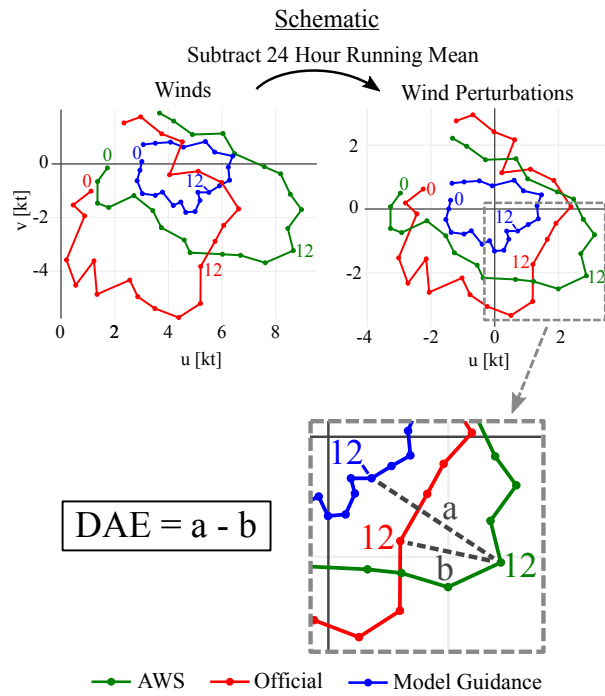 Schematic
Subtract 24 Hour Running Mean
Winds
Wind Perturbations
0
-2
-4
v [kt]
0
0
0
12
12
12
0
2
4
6
8
u [kt]
2
0
-2
0
0
0
12
12
12
-4
-2
0
2
u [kt]
12
12
12
a
b
DAE = a - b
AWS
Official
Model Guidance